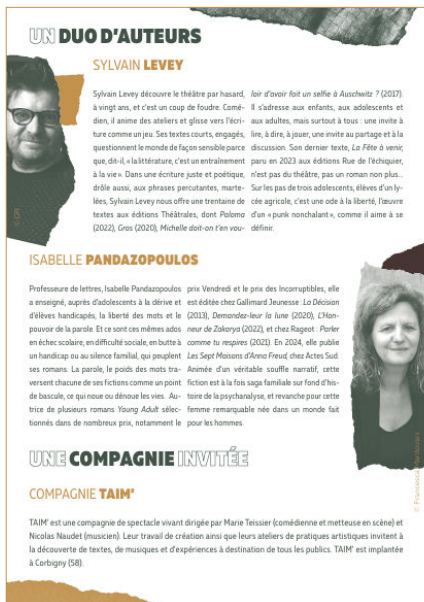 UN DUO D'AUTEURS
SYLVAIN LEVEY
Sylvain Levey découvre le théâtre par hasard,
à vingt ans, et c'est un coup de foudre. Comé-
dien, il anime des ateliers et glisse vers l'écri-
ture comme un jeu. Ses textes courts, engagés,
questionnent le monde de façon sensible parce
que, dit-il, « la littérature, c'est un entraînement
à la vie ». Dans une écriture juste et poétique,
drôle aussi, aux phrases percutantes, marte-
lées, Sylvain Levey nous offre une trentaine de
textes aux éditions Théâtrales, dont Paloma
(2022), Gros (2020), Michelle doit-on t'en vou-
loir d'avoir fait un selfie à Auschwitz ? (2017).
Il s'adresse aux enfants, aux adolescents et
aux adultes, mais surtout à tous : une invite à
lire, à dire, à jouer, une invite au partage et à la
discussion. Son dernier texte, La Fête à venir,
paru en 2023 aux éditions Rue de l'échiquier,
n'est pas du théâtre, pas un roman non plus...
Sur les pas de trois adolescents, élèves d'un ly-
cée agricole, c'est une ode à la liberté, l'œuvre
d'un « punk nonchalant », comme il aime à se
définir.
ISABELLE PANDAZOPOULOS
Professeure de lettres, Isabelle Pandazopoulos
a enseigné, auprès d'adolescents à la dérive et
d'élèves handicapés, la liberté des mots et le
pouvoir de la parole. Et ce sont ces mêmes ados
en échec scolaire, en difficulté sociale, en butte à
un handicap ou au silence familial, qui peuplent
ses romans. La parole, le poids des mots tra-
versent chacune de ses fictions comme un point
de bascule, ce qui noue ou dénoue les vies. Au-
trice de plusieurs romans Young Adult sélec-
tionnés dans de nombreux prix, notamment le
prix Vendredi et le prix des Incorruptibles, elle
est éditée chez Gallimard Jeunesse : La Décision
(2013), Demandez-leur la lune (2020), L'Hon-
neur de Zakarya (2022), et chez Rageot : Parler
comme tu respires (2021). En 2024, elle publie
Les Sept Maisons d'Anna Freud, chez Actes Sud.
Animée d'un véritable souffle narratif, cette
fiction est à la fois saga familiale sur fond d'his-
toire de la psychanalyse, et revanche pour cette
femme remarquable née dans un monde fait
pour les hommes.
UNE COMPAGNIE INVITÉE
COMPAGNIE TAIM'
TAIM' est une compagnie de spectacle vivant dirigée par Marie Teissier (comédienne et metteuse en scène) et
Nicolas Naudet (musicien). Leur travail de création ainsi que leurs ateliers de pratiques artistiques invitent à
la découverte de textes, de musiques et d'expériences à destination de tous les publics. TAIM' est implantée
à Corbigny (58).